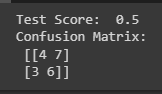 Test Score:  0.5
Confusion Matrix:
 [[4 7]
 [3 6]]